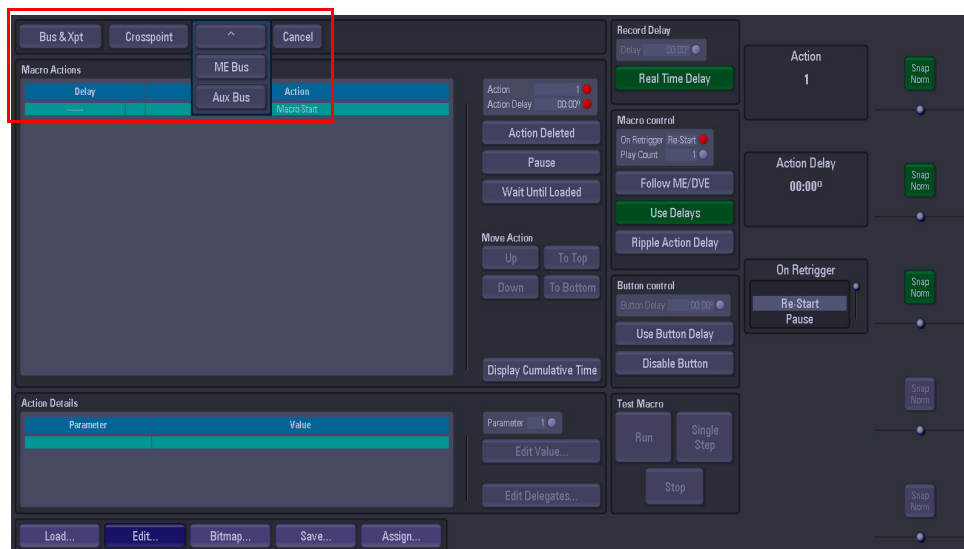 Bus & Xpt Crosspoint ^ Cancel
ME Bus
Aux Bus
Macro Actions
Delay Action
------ Macro Start
Action 1
Action Delay 00:00⁰
Action Deleted
Pause
Wait Until Loaded
Move Action
Up To Top
Down To Bottom
Display Cumulative Time
Action Details
Parameter Value
Parameter 1
Edit Value...
Edit Delegates...
Load... Edit... Bitmap... Save... Assign...
Record Delay
Delay 00:00⁰
Real Time Delay
Macro control
On Retrigger Re-Start
Play Count 1
Follow ME/DVE
Use Delays
Ripple Action Delay
Button control
Button Delay 00:00⁰
Use Button Delay
Disable Button
Test Macro
Run Single Step
Stop
Action
1
Snap Norm
Action Delay
00:00⁰
Snap Norm
On Retrigger
Re-Start
Pause
Snap Norm
Snap Norm
Snap Norm